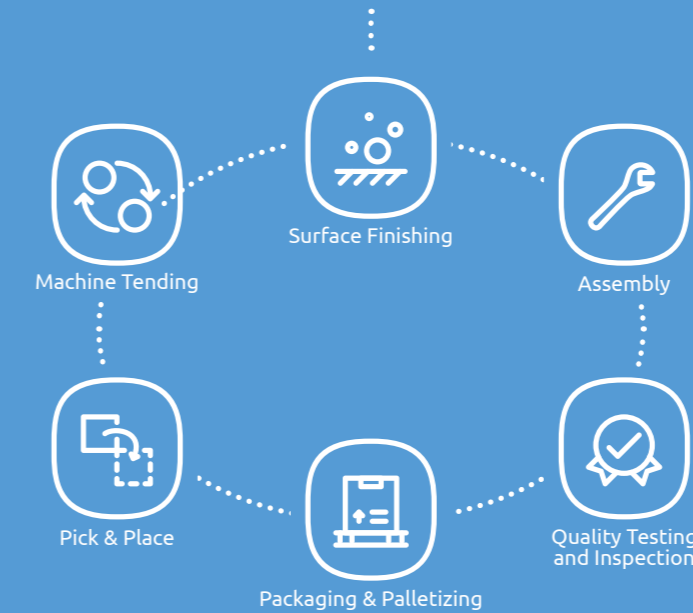 Surface Finishing
Machine Tending
Assembly
Pick & Place
Quality Testing
and Inspection
Packaging & Palletizing